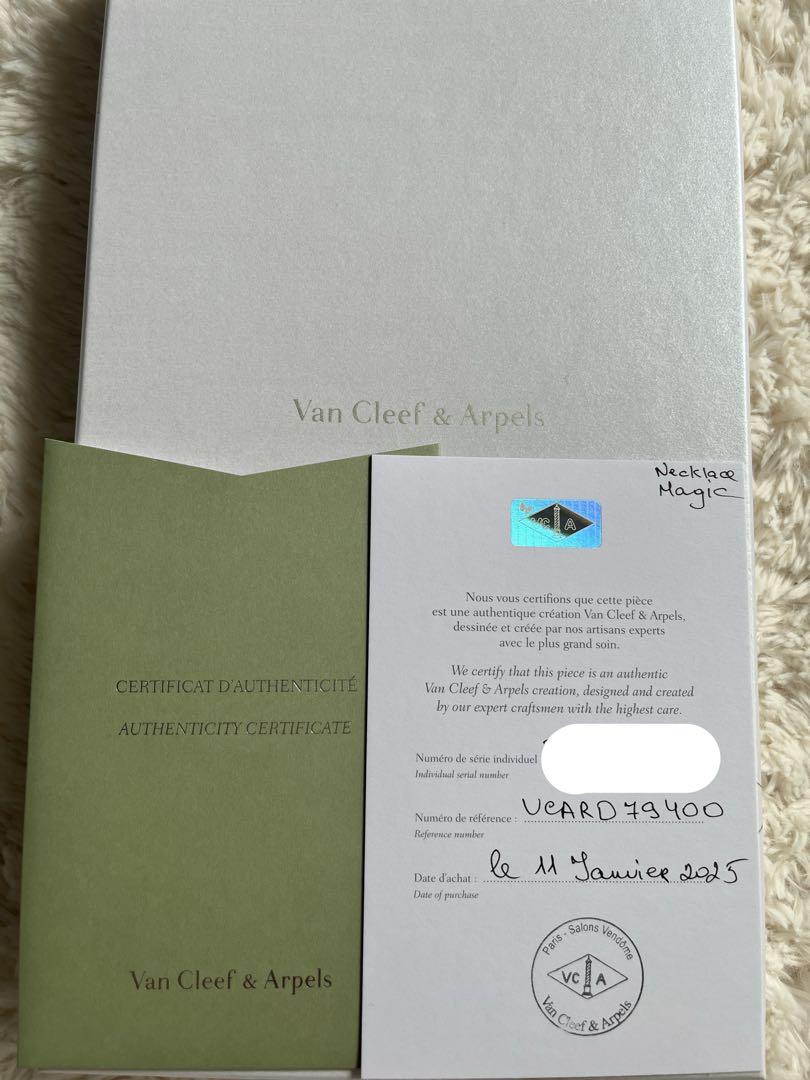 Van Cleef & Arpels
CERTIFICAT D'AUTHENTICITÉ
AUTHENTICITY CERTIFICATE
Van Cleef & Arpels
Necklace
Magic
VC A
Nous vous certifions que cette pièce
est une authentique création Van Cleef & Arpels,
dessinée et créée par nos artisans experts
avec le plus grand soin.
We certify that this piece is an authentic
Van Cleef & Arpels creation, designed and created
by our expert craftsmen with the highest care.
Numéro de série individuel
Individual serial number
Numéro de référence : VCARD79400
Reference number
Date d'achat : le 11 Janvier 2025
Date of purchase
Paris - Salons Vendôme
VC A
Van Cleef & Arpels